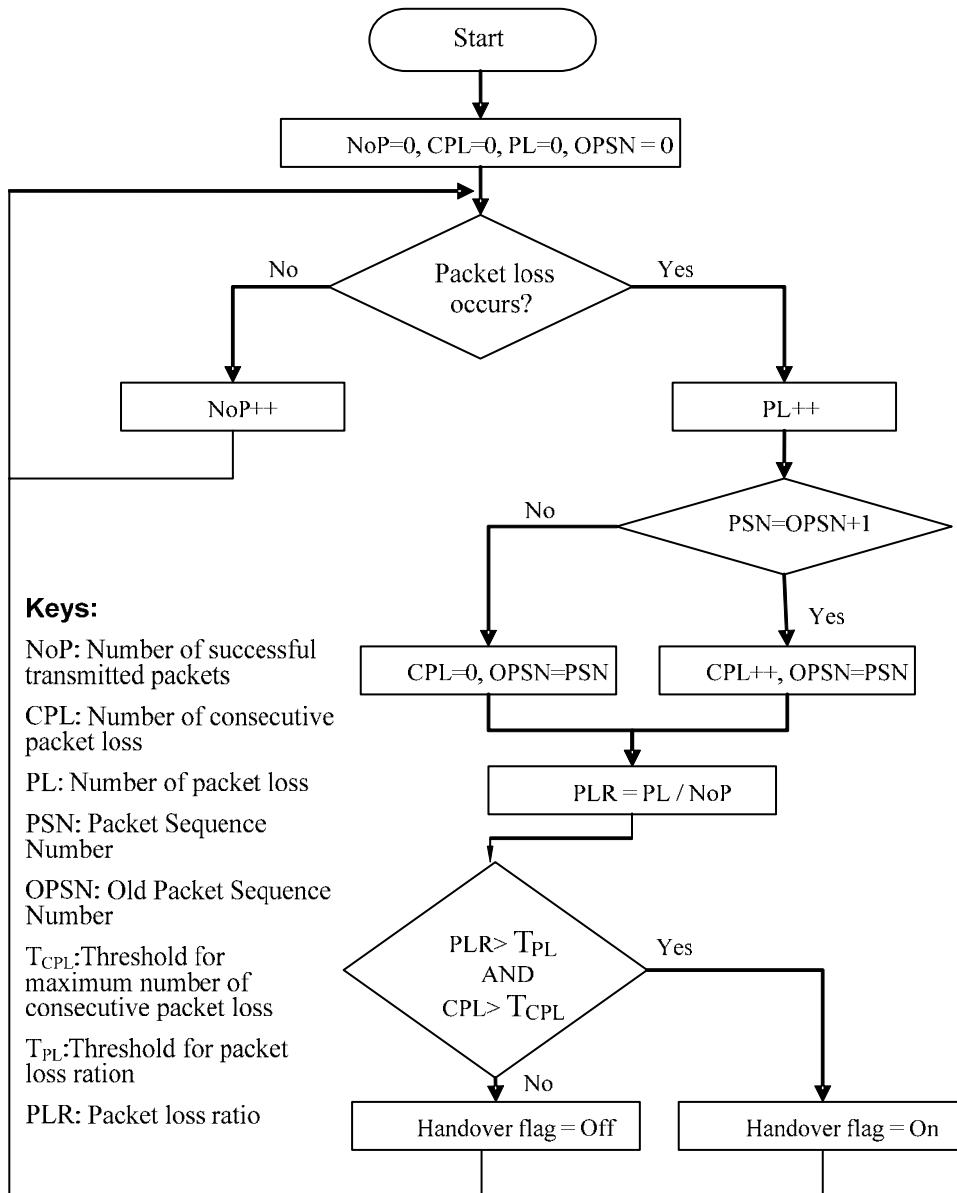 Start
NoP=0, CPL=0, PL=0, OPSN = 0
Packet loss
occurs?
No
Yes
NoP++
PL++
PSN=OPSN+1
No
Yes
CPL=0, OPSN=PSN
CPL++, OPSN=PSN
PLR = PL / NoP
PLR> TPL
AND
CPL> TCPL
Yes
No
Handover flag = Off
Handover flag = On
Keys:
NoP: Number of successful
transmitted packets
CPL: Number of consecutive
packet loss
PL: Number of packet loss
PSN: Packet Sequence
Number
OPSN: Old Packet Sequence
Number
TCPL:Threshold for
maximum number of
consecutive packet loss
TPL:Threshold for packet
loss ration
PLR: Packet loss ratio